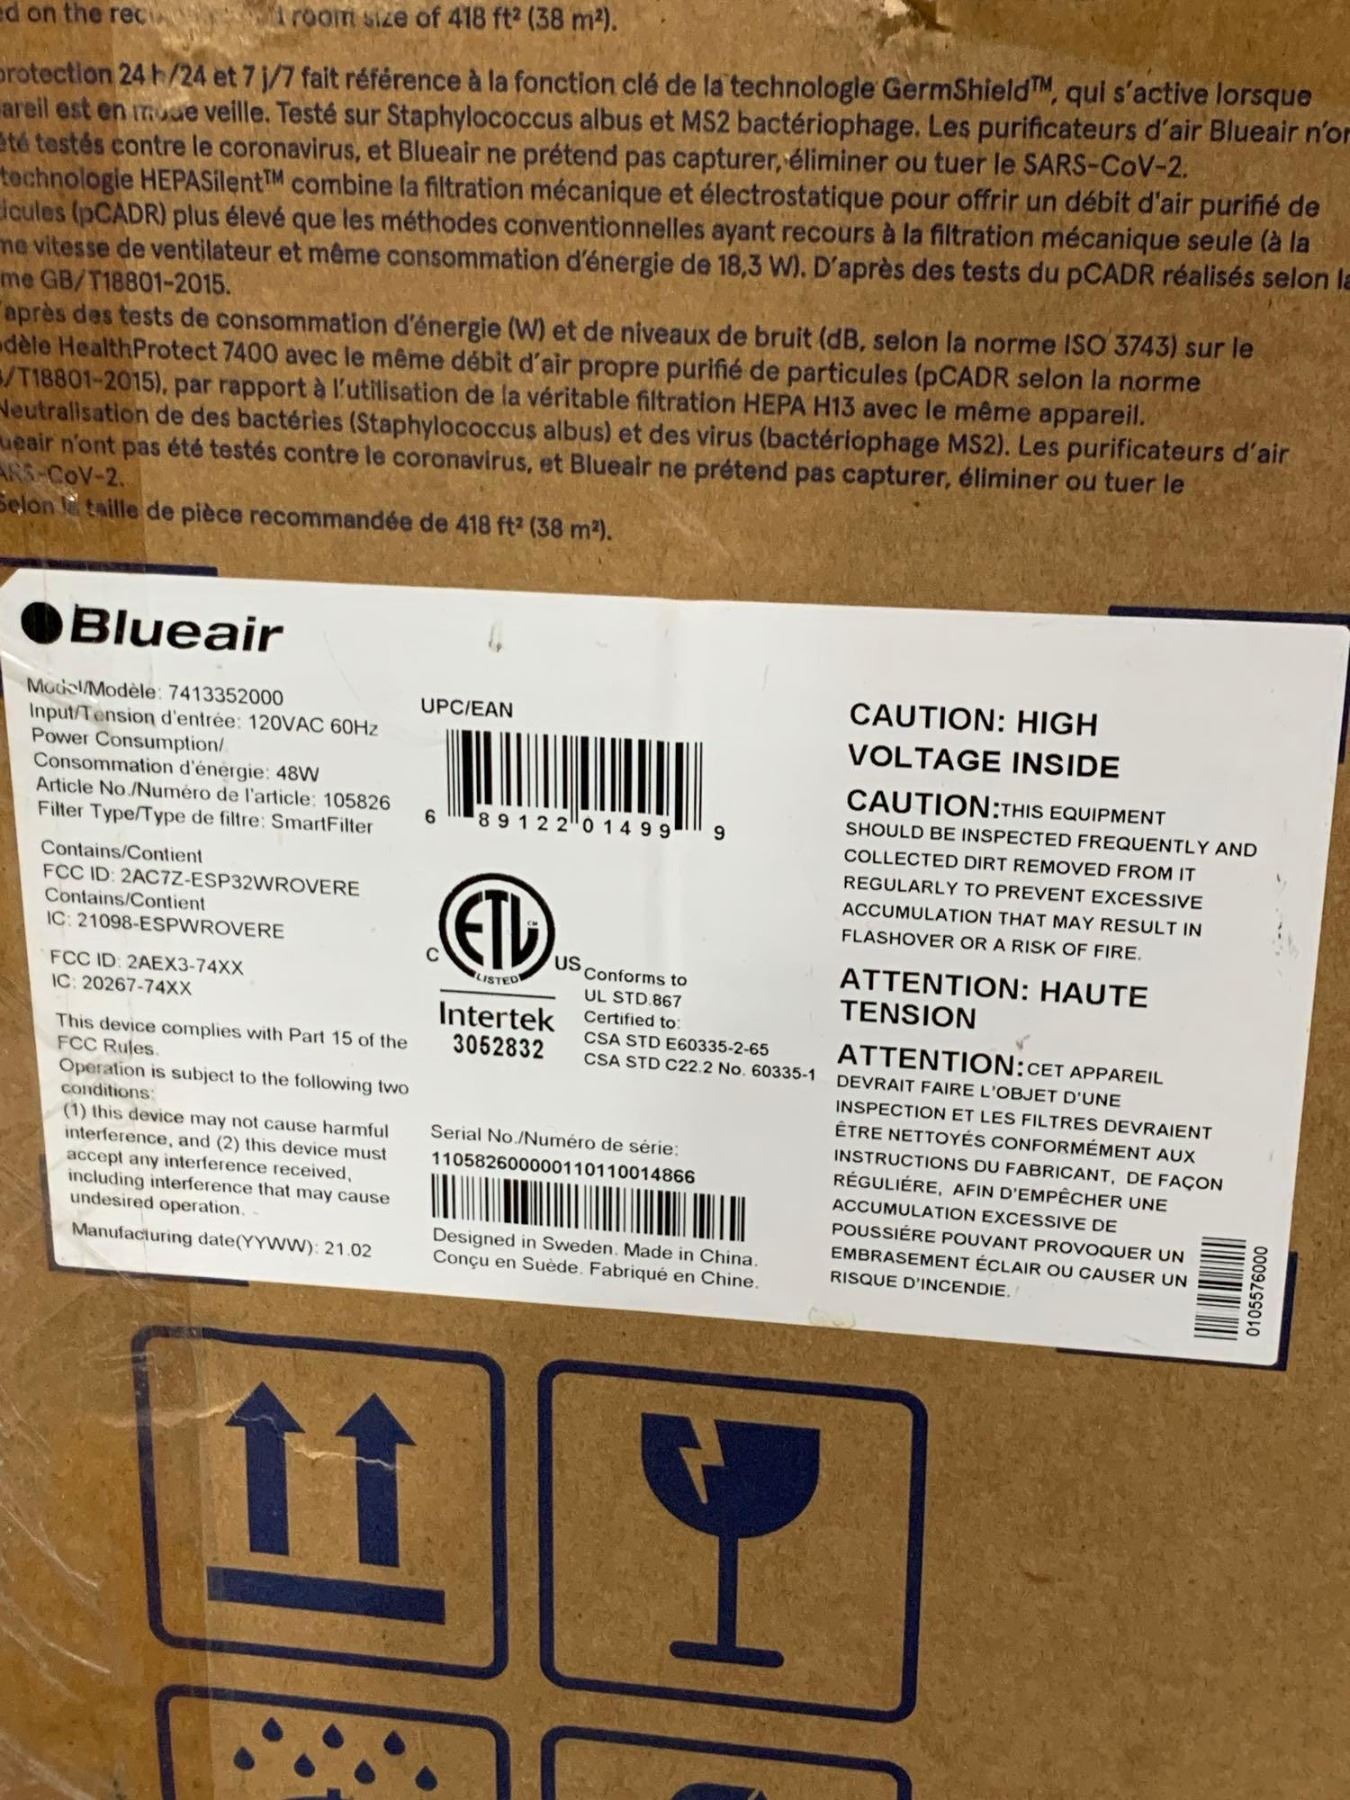 ed on the rec room size of 418 ft² (38 m²).
protection 24 h/24 et 7 j/7 fait référence à la fonction clé de la technologie GermShield™, qui s'active lorsque
areil est en mode veille. Testé sur Staphylococcus albus et MS2 bactériophage. Les purificateurs d'air Blueair n'on
été testés contre le coronavirus, et Blueair ne prétend pas capturer, éliminer ou tuer le SARS-CoV-2.
technologie HEPASilent™ combine la filtration mécanique et électrostatique pour offrir un débit d'air purifié de
icules (pCADR) plus élevé que les méthodes conventionnelles ayant recours à la filtration mécanique seule (à la
me vitesse de ventilateur et même consommation d'énergie de 18,3 W). D'après des tests du pCADR réalisés selon la
me GB/T18801-2015.
'après des tests de consommation d'énergie (W) et de niveaux de bruit (dB, selon la norme ISO 3743) sur le
dèle HealthProtect 7400 avec le même débit d'air propre purifié de particules (pCADR selon la norme
/T18801-2015), par rapport à l'utilisation de la véritable filtration HEPA H13 avec le même appareil.
Neutralisation de des bactéries (Staphylococcus albus) et des virus (bactériophage MS2). Les purificateurs d'air
ueair n'ont pas été testés contre le coronavirus, et Blueair ne prétend pas capturer, éliminer ou tuer le
ARS-CoV-2.
Selon la taille de pièce recommandée de 418 ft² (38 m²).
Blueair
Model/Modèle: 7413352000
Input/Tension d'entrée: 120VAC 60Hz
Power Consumption/
Consommation d'énergie: 48W
Article No./Numéro de l'article: 105826
Filter Type/Type de filtre: SmartFilter
Contains/Contient
FCC ID: 2AC7Z-ESP32WROVERE
Contains/Contient
IC: 21098-ESPWROVERE
FCC ID: 2AEX3-74XX
IC: 20267-74XX
This device complies with Part 15 of the
FCC Rules.
Operation is subject to the following two
conditions:
(1) this device may not cause harmful
interference, and (2) this device must
accept any interference received,
including interference that may cause
undesired operation.
Manufacturing date(YYWW): 21.02
UPC/EAN
6 89122 01499 9
C ETL CM LISTED US
Intertek
3052832
Conforms to
UL STD.867
Certified to:
CSA STD E60335-2-65
CSA STD C22.2 No. 60335-1
Serial No./Numéro de série:
110582600000110110014866
Designed in Sweden. Made in China.
Conçu en Suède. Fabriqué en Chine.
CAUTION: HIGH
VOLTAGE INSIDE
CAUTION:THIS EQUIPMENT
SHOULD BE INSPECTED FREQUENTLY AND
COLLECTED DIRT REMOVED FROM IT
REGULARLY TO PREVENT EXCESSIVE
ACCUMULATION THAT MAY RESULT IN
FLASHOVER OR A RISK OF FIRE.
ATTENTION: HAUTE
TENSION
ATTENTION:CET APPAREIL
DEVRAIT FAIRE L'OBJET D'UNE
INSPECTION ET LES FILTRES DEVRAIENT
ÊTRE NETTOYÉS CONFORMÉMENT AUX
INSTRUCTIONS DU FABRICANT, DE FAÇON
RÉGULIÉRE, AFIN D'EMPÊCHER UNE
ACCUMULATION EXCESSIVE DE
POUSSIÉRE POUVANT PROVOQUER UN
EMBRASEMENT ÉCLAIR OU CAUSER UN
RISQUE D'INCENDIE.
0105576000